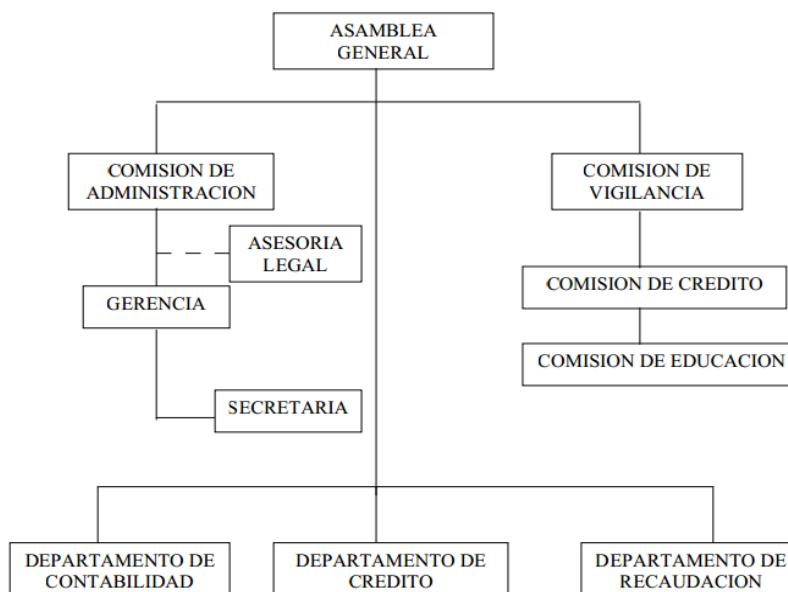 ASAMBLEA
GENERAL
COMISION DE
ADMINISTRACION
COMISION DE
VIGILANCIA
ASESORIA
LEGAL
GERENCIA
COMISION DE CREDITO
COMISION DE EDUCACION
SECRETARIA
DEPARTAMENTO DE
CONTABILIDAD
DEPARTAMENTO DE
CREDITO
DEPARTAMENTO DE
RECAUDACION